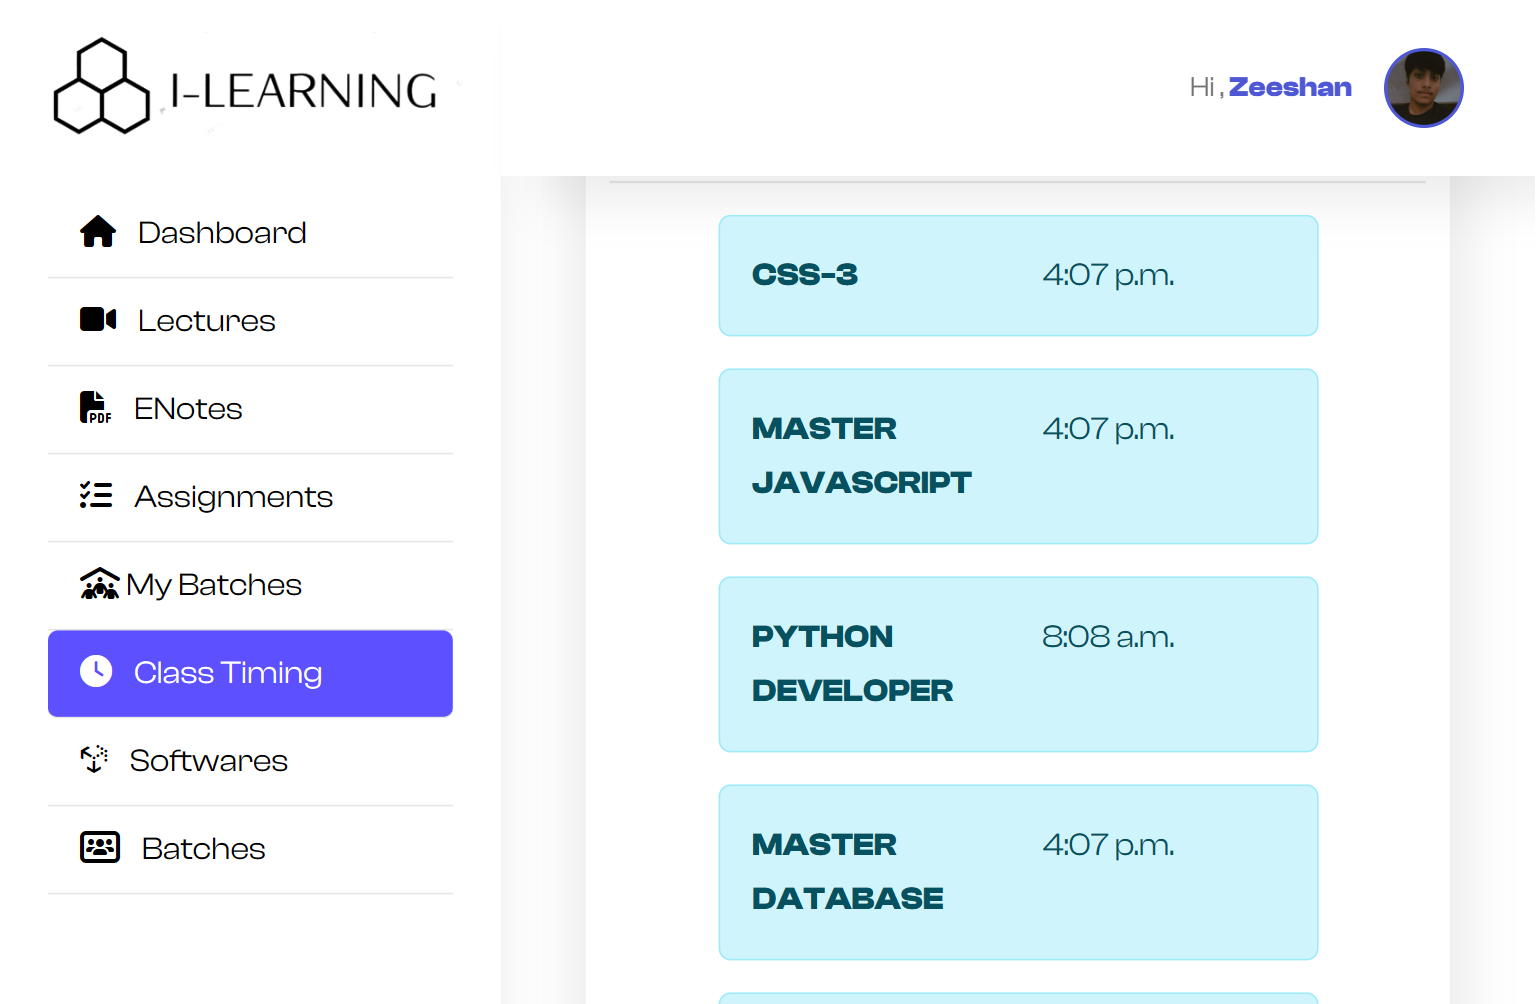 I-LEARNING
Hi , Zeeshan
Dashboard
Lectures
PDF ENotes
Assignments
My Batches
Class Timing
Softwares
Batches
CSS-3 4:07 p.m.
MASTER 4:07 p.m.
JAVASCRIPT
PYTHON 8:08 a.m.
DEVELOPER
MASTER 4:07 p.m.
DATABASE